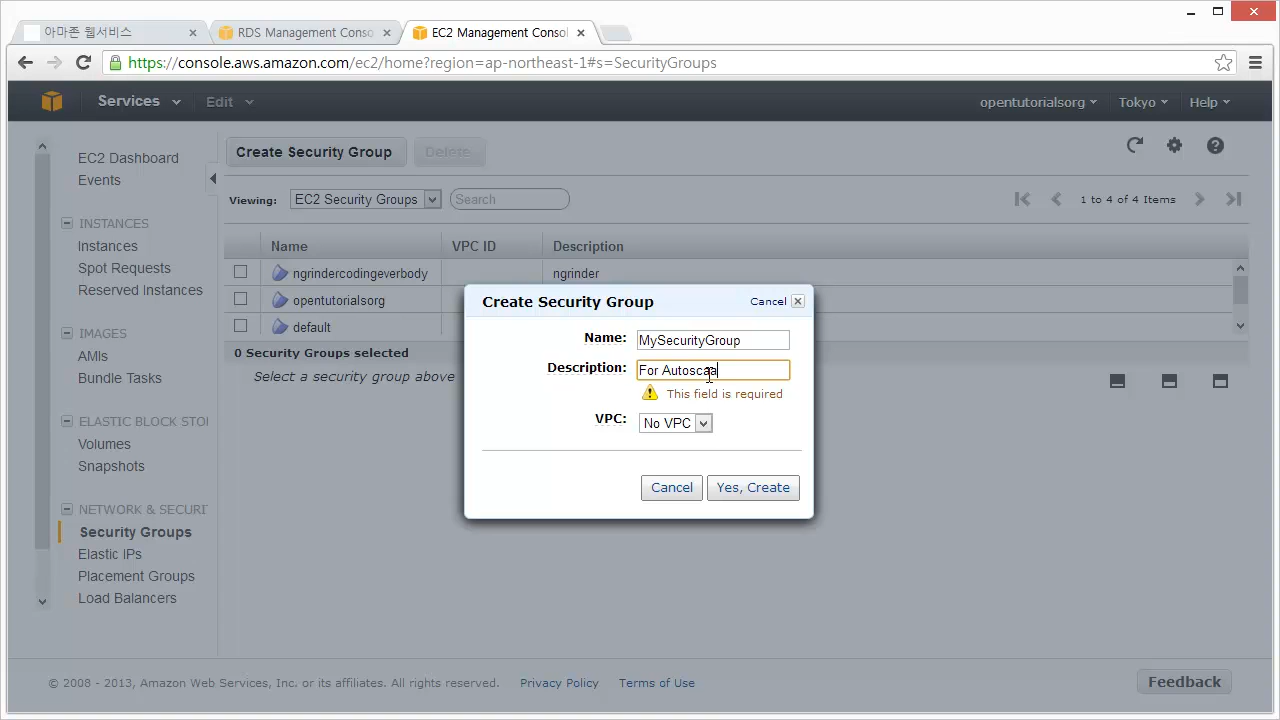 아마존 웹서비스
RDS Management Conso
EC2 Management Consol
https://console.aws.amazon.com/ec2/home?region=ap-northeast-1#s=SecurityGroups
Services Edit opentutorialsorg Tokyo Help
EC2 Dashboard
Events
INSTANCES
Instances
Spot Requests
Reserved Instances
IMAGES
AMIs
Bundle Tasks
ELASTIC BLOCK STO
Volumes
Snapshots
NETWORK & SECURI
Security Groups
Elastic IPs
Placement Groups
Load Balancers
Create Security Group Delete
Viewing: EC2 Security Groups Search 1 to 4 of 4 Items
Name VPC ID Description
ngrindercodingeverbody ngrinder
opentutorialsorg
default
0 Security Groups selected
Select a security group above
Create Security Group Cancel
Name: MySecurityGroup
Description: For Autoscaa
This field is required
VPC: No VPC
Cancel Yes, Create
© 2008 - 2013, Amazon Web Services, Inc. or its affiliates. All rights reserved. Privacy Policy Terms of Use Feedback